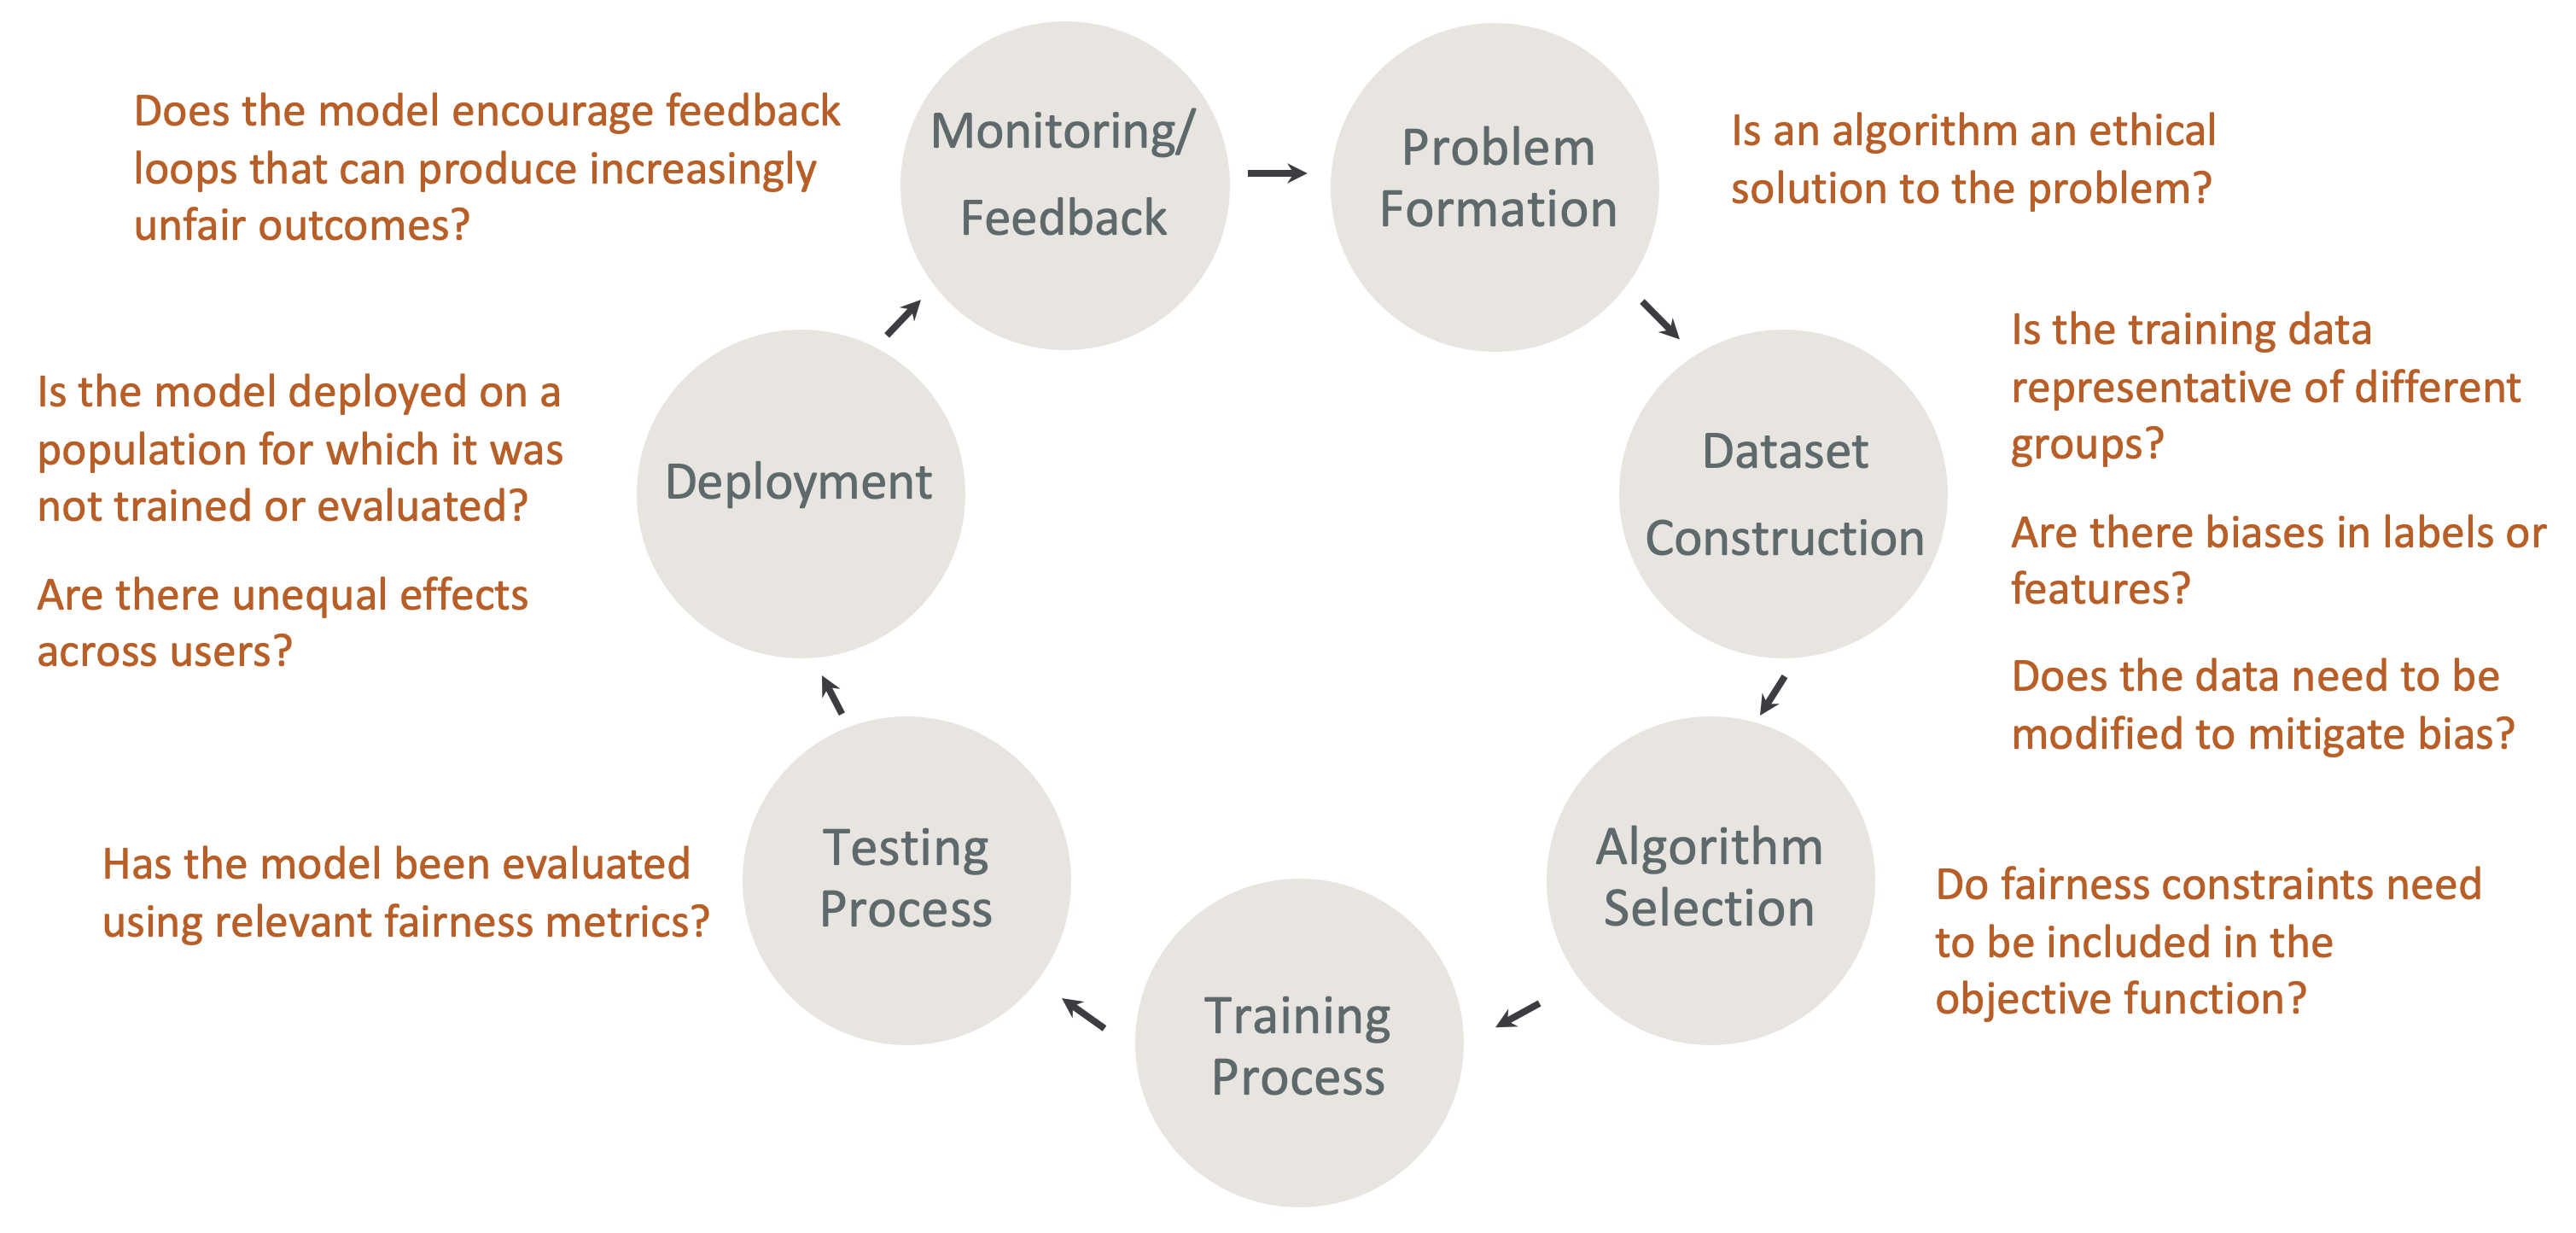 Monitoring/
Feedback
Problem
Formation
Is an algorithm an ethical
solution to the problem?
Dataset
Construction
Is the training data
representative of different
groups?
Are there biases in labels or
features?
Does the data need to be
modified to mitigate bias?
Algorithm
Selection
Do fairness constraints need
to be included in the
objective function?
Training
Process
Testing
Process
Has the model been evaluated
using relevant fairness metrics?
Deployment
Is the model deployed on a
population for which it was
not trained or evaluated?
Are there unequal effects
across users?
Does the model encourage feedback
loops that can produce increasingly
unfair outcomes?